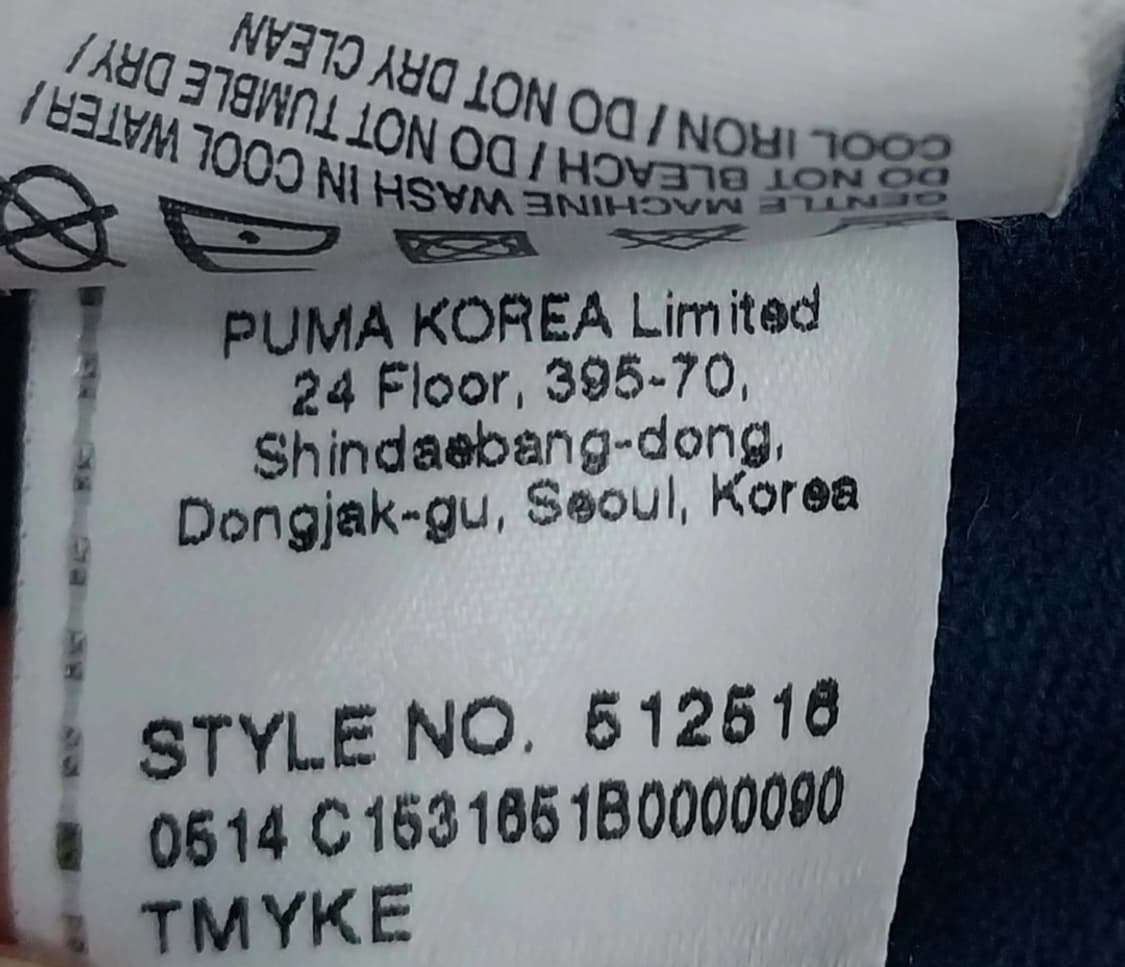 GENTLE MACHINE WASH IN COOL WATER /
DO NOT BLEACH / DO NOT TUMBLE DRY /
COOL IRON / DO NOT DRY CLEAN
PUMA KOREA Limited
24 Floor, 395-70,
Shindaebang-dong,
Dongjak-gu, Seoul, Korea
STYLE NO. 512518
0514 C1531651B0000090
TMYKE